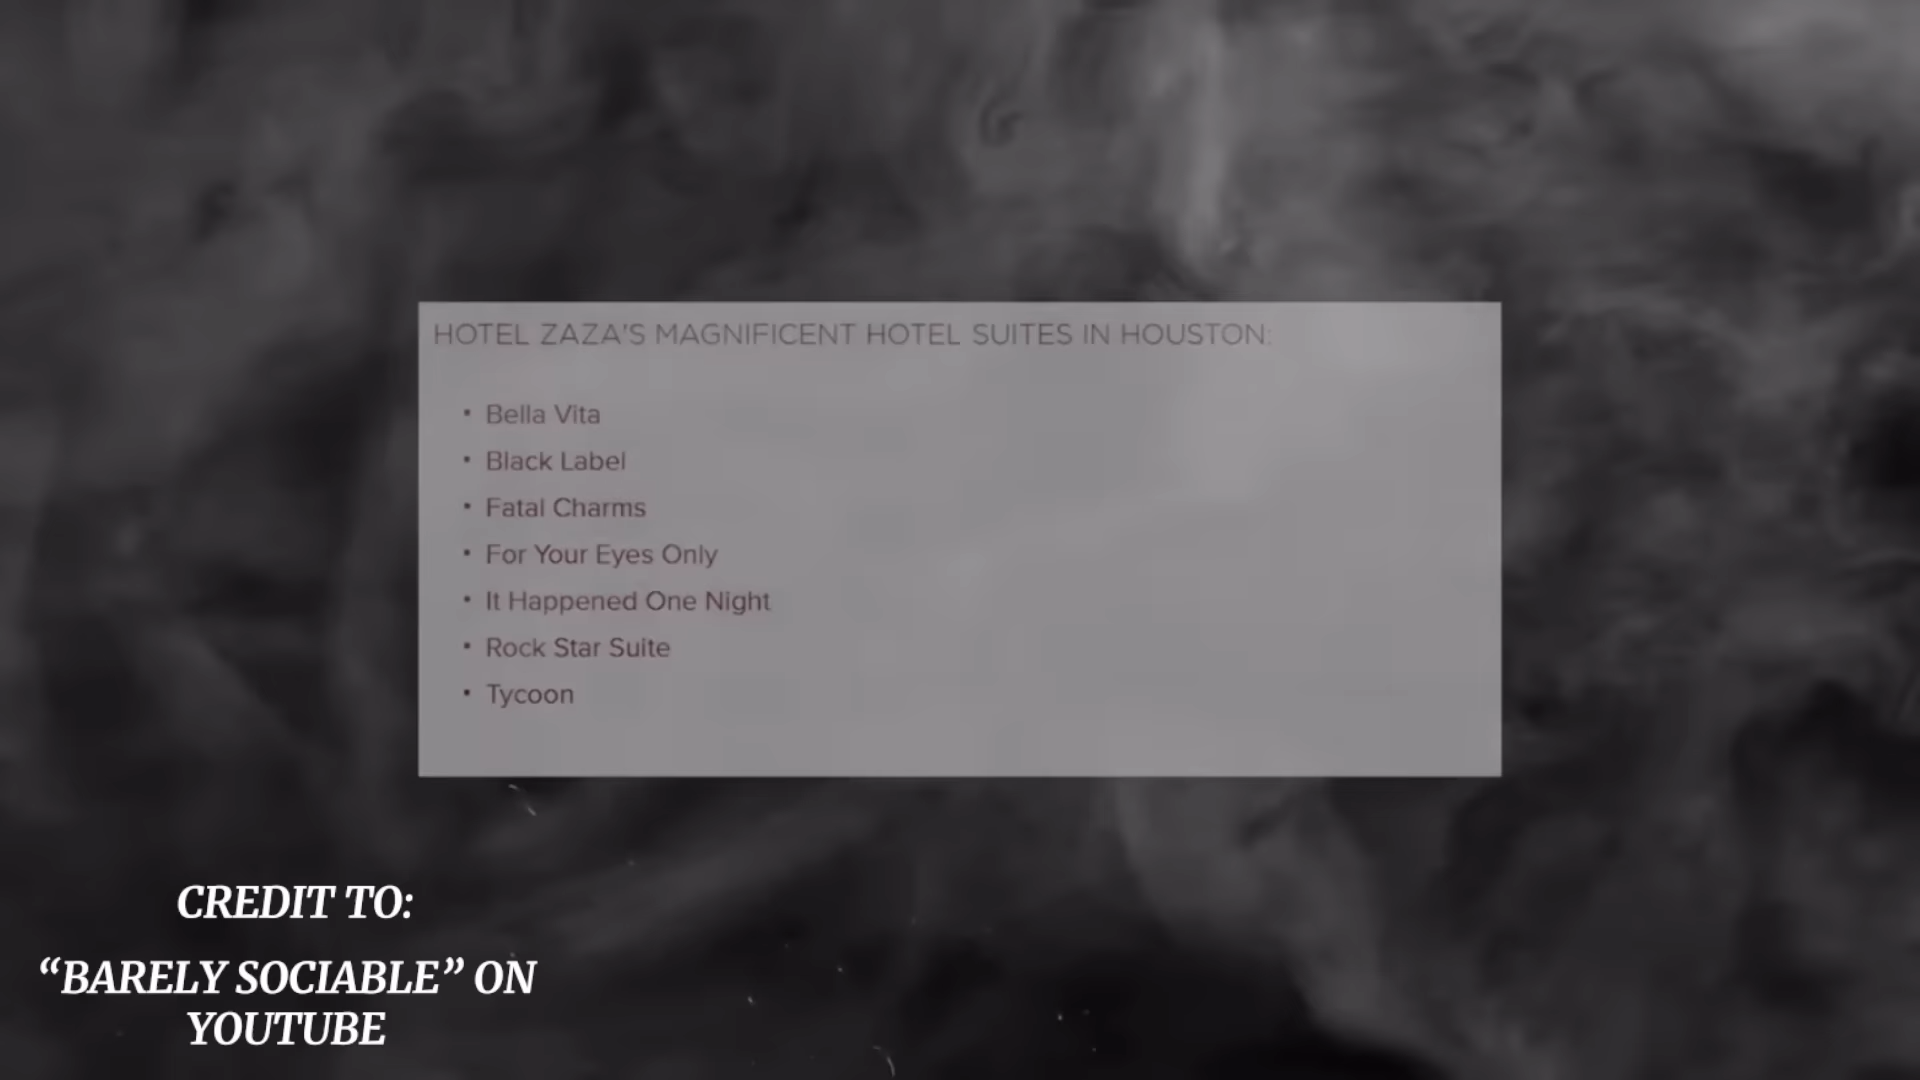 HOTEL ZAZA'S MAGNIFICENT HOTEL SUITES IN HOUSTON:
• Bella Vita
• Black Label
• Fatal Charms
• For Your Eyes Only
• It Happened One Night
• Rock Star Suite
• Tycoon
CREDIT TO:
“BARELY SOCIABLE” ON
YOUTUBE